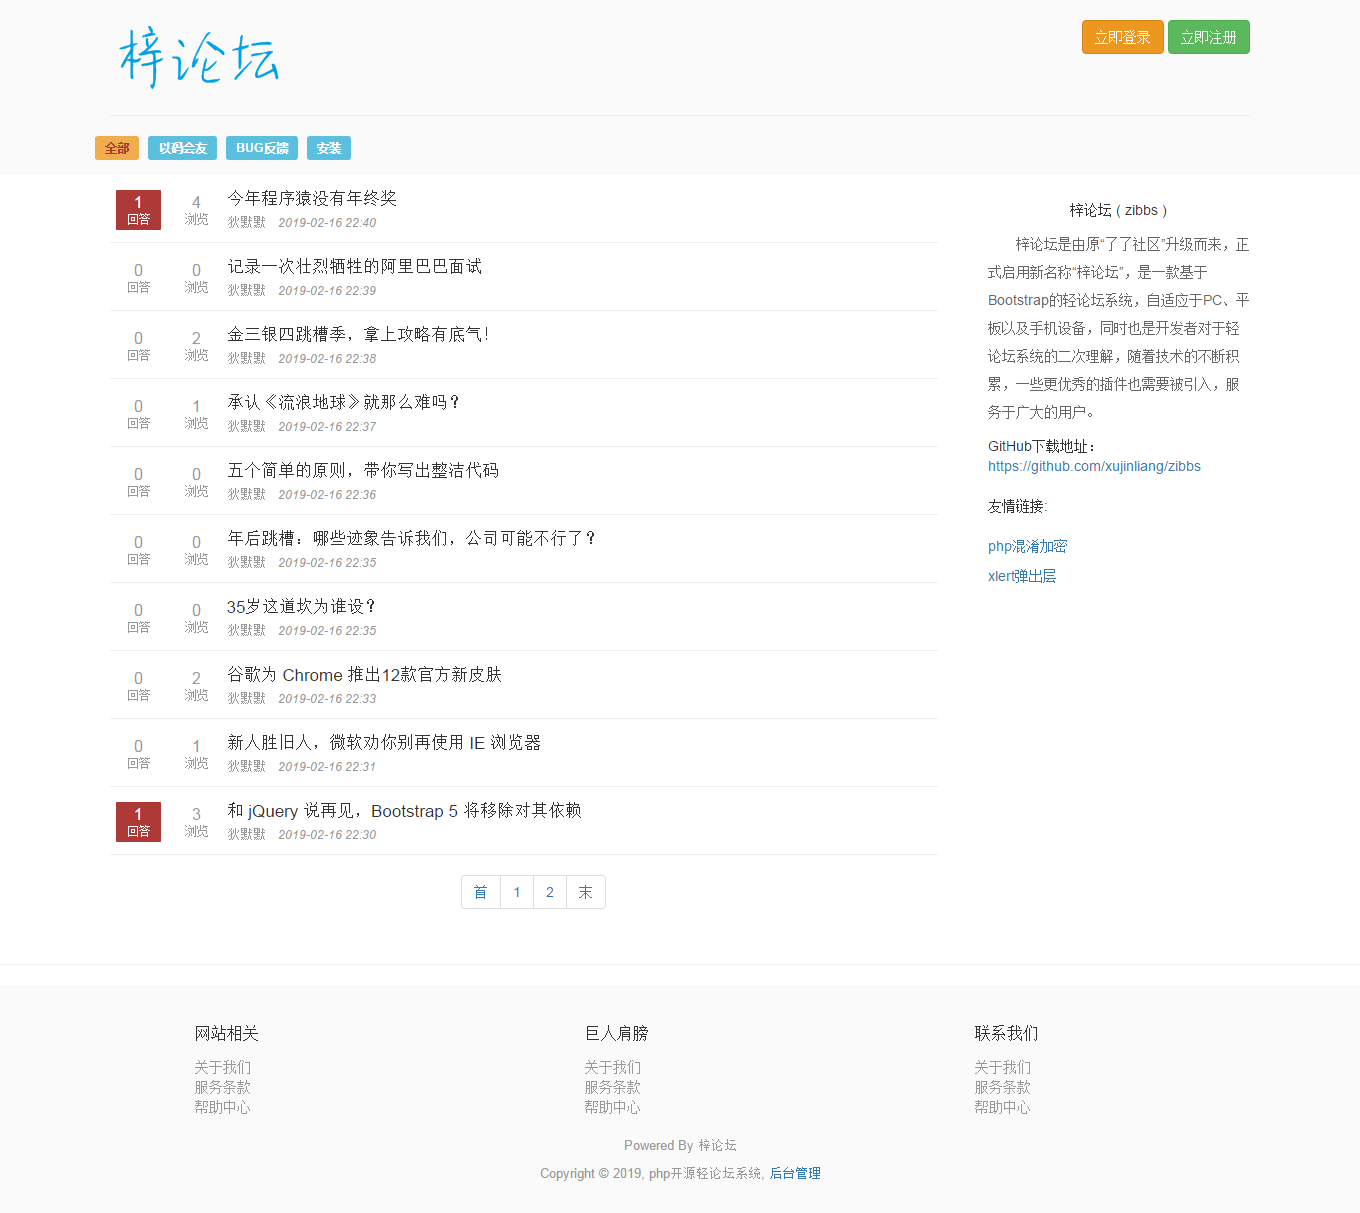 梓论坛
立即登录 立即注册
全部 以码会友 BUG反馈 安装
1 4 今年程序猿没有年终奖
回答 浏览 狄默默 2019-02-16 22:40
0 0 记录一次壮烈牺牲的阿里巴巴面试
回答 浏览 狄默默 2019-02-16 22:39
0 2 金三银四跳槽季，拿上攻略有底气！
回答 浏览 狄默默 2019-02-16 22:38
0 1 承认《流浪地球》就那么难吗？
回答 浏览 狄默默 2019-02-16 22:37
0 0 五个简单的原则，带你写出整洁代码
回答 浏览 狄默默 2019-02-16 22:36
0 0 年后跳槽：哪些迹象告诉我们，公司可能不行了？
回答 浏览 狄默默 2019-02-16 22:35
0 0 35岁这道坎为谁设？
回答 浏览 狄默默 2019-02-16 22:35
0 2 谷歌为 Chrome 推出12款官方新皮肤
回答 浏览 狄默默 2019-02-16 22:33
0 1 新人胜旧人，微软劝你别再使用 IE 浏览器
回答 浏览 狄默默 2019-02-16 22:31
1 3 和 jQuery 说再见，Bootstrap 5 将移除对其依赖
回答 浏览 狄默默 2019-02-16 22:30
首 1 2 末
梓论坛 ( zibbs )
梓论坛是由原“了了社区”升级而来，正
式启用新名称“梓论坛”，是一款基于
Bootstrap的轻论坛系统，自适应于PC、平
板以及手机设备，同时也是开发者对于轻
论坛系统的二次理解，随着技术的不断积
累，一些更优秀的插件也需要被引入，服
务于广大的用户。
GitHub下载地址：
https://github.com/xujinliang/zibbs
友情链接:
php混淆加密
xlert弹出层
网站相关
关于我们
服务条款
帮助中心
巨人肩膀
关于我们
服务条款
帮助中心
联系我们
关于我们
服务条款
帮助中心
Powered By 梓论坛
Copyright © 2019, php开源轻论坛系统, 后台管理